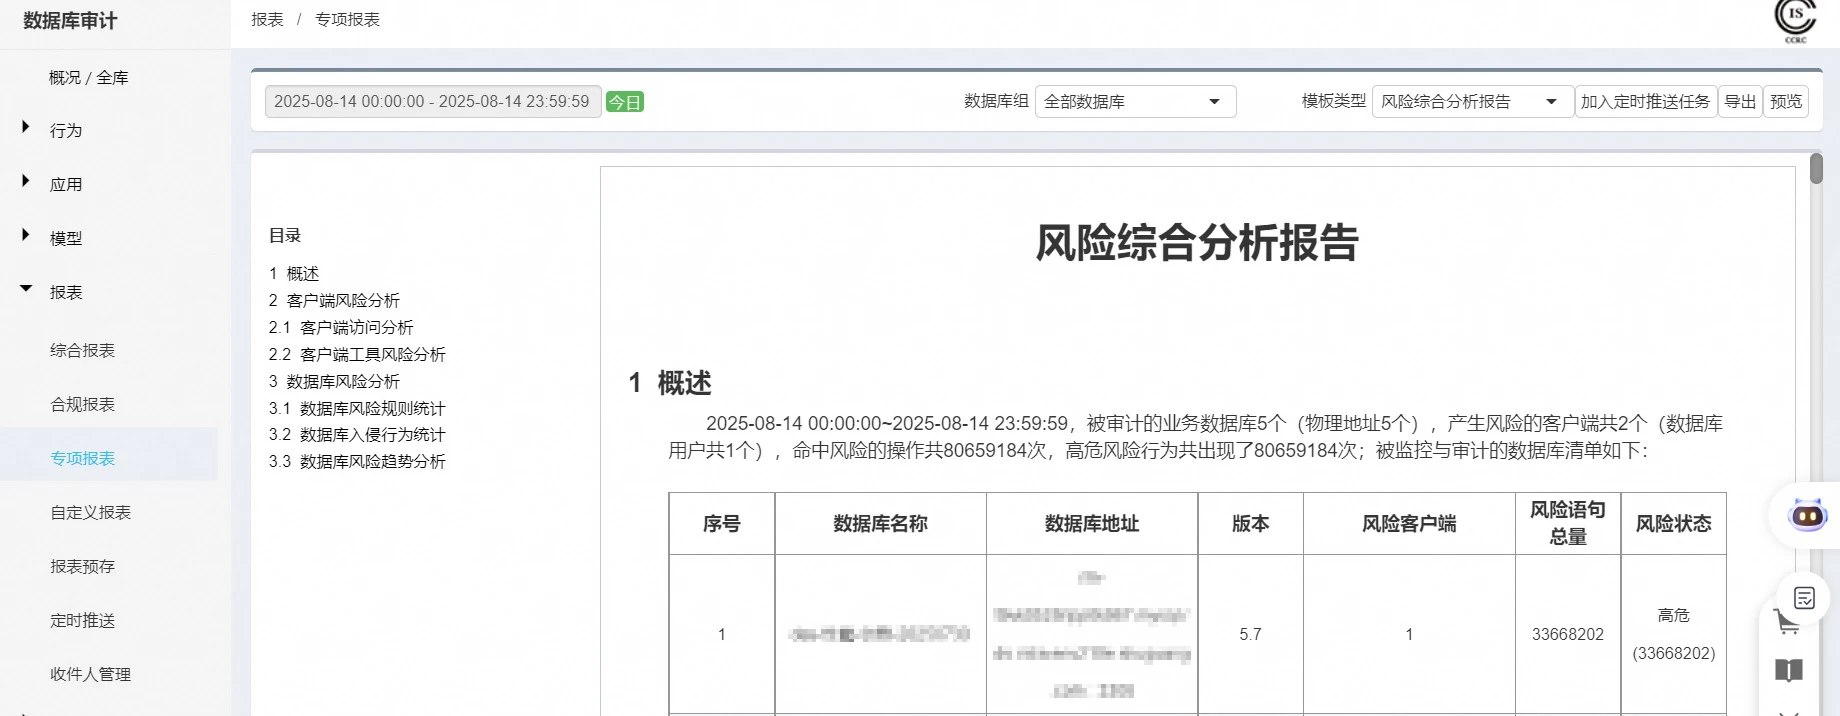 数据库审计
报表 / 专项报表
IS
CCRC
概况 / 全库
行为
应用
模型
报表
综合报表
合规报表
专项报表
自定义报表
报表预存
定时推送
收件人管理
2025-08-14 00:00:00 - 2025-08-14 23:59:59 今日
数据库组 全部数据库
模板类型 风险综合分析报告 加入定时推送任务 导出 预览
目录
1 概述
2 客户端风险分析
2.1 客户端访问分析
2.2 客户端工具风险分析
3 数据库风险分析
3.1 数据库风险规则统计
3.2 数据库入侵行为统计
3.3 数据库风险趋势分析
风险综合分析报告
1 概述
2025-08-14 00:00:00~2025-08-14 23:59:59，被审计的业务数据库5个（物理地址5个），产生风险的客户端共2个（数据库
用户共1个），命中风险的操作共80659184次，高危风险行为共出现了80659184次；被监控与审计的数据库清单如下：
序号 数据库名称 数据库地址 版本 风险客户端 风险语句总量 风险状态
1 5.7 1 33668202 高危
(33668202)